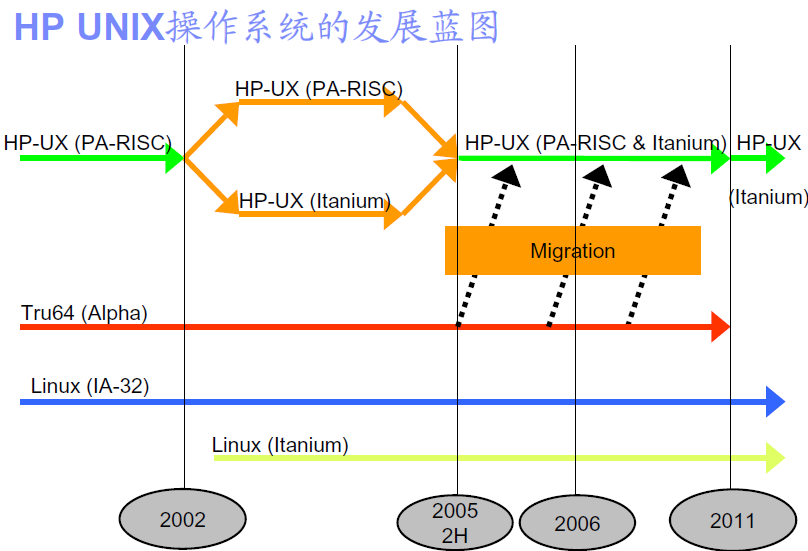 HP UNIX操作系统的发展蓝图
HP-UX (PA-RISC)
HP-UX (PA-RISC)
HP-UX (PA-RISC & Itanium)
HP-UX
HP-UX (Itanium)
(Itanium)
Migration
Tru64 (Alpha)
Linux (IA-32)
Linux (Itanium)
2002
2005
2H
2006
2011